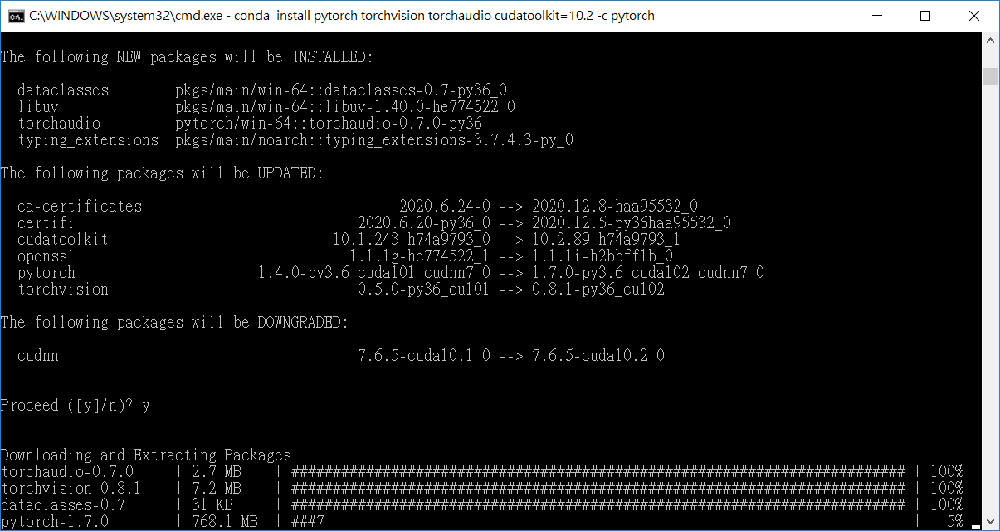 C:\WINDOWS\system32\cmd.exe - conda  install pytorch torchvision torchaudio cudatoolkit=10.2 -c pytorch
The following NEW packages will be INSTALLED:
dataclasses        pkgs/main/win-64::dataclasses-0.7-py36_0
libuv              pkgs/main/win-64::libuv-1.40.0-he774522_0
torchaudio         pytorch/win-64::torchaudio-0.7.0-py36
typing_extensions  pkgs/main/noarch::typing_extensions-3.7.4.3-py_0
The following packages will be UPDATED:
ca-certificates                               2020.6.24-0 --> 2020.12.8-haa95532_0
certifi                                  2020.6.20-py36_0 --> 2020.12.5-py36haa95532_0
cudatoolkit                           10.1.243-h74a9793_0 --> 10.2.89-h74a9793_1
openssl                                 1.1.1g-he774522_1 --> 1.1.1i-h2bbff1b_0
pytorch                      1.4.0-py3.6_cuda101_cudnn7_0 --> 1.7.0-py3.6_cuda102_cudnn7_0
torchvision                              0.5.0-py36_cu101 --> 0.8.1-py36_cu102
The following packages will be DOWNGRADED:
cudnn                                    7.6.5-cuda10.1_0 --> 7.6.5-cuda10.2_0
Proceed ([y]/n)? y
Downloading and Extracting Packages
torchaudio-0.7.0     | 2.7 MB    | ########################################################################## | 100%
torchvision-0.8.1    | 7.2 MB    | ########################################################################## | 100%
dataclasses-0.7      | 31 KB     | ########################################################################## | 100%
pytorch-1.7.0        | 768.1 MB  | ###7                                                                       |   5%